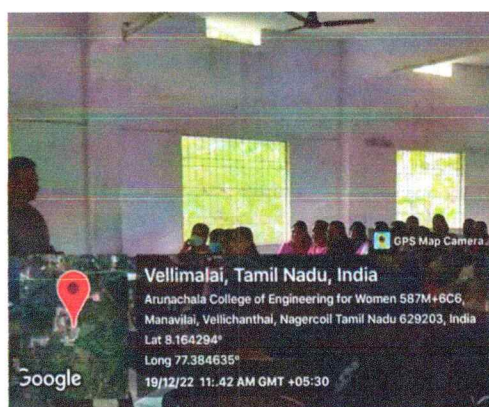 GPS Map Camera
Vellimalai, Tamil Nadu, India
Arunachala College of Engineering for Women 587M+6C6,
Manavilai, Vellichanthai, Nagercoil Tamil Nadu 629203, India
Lat 8.164294°
Long 77.384635°
Google
19/12/22 11:.42 AM GMT +05:30